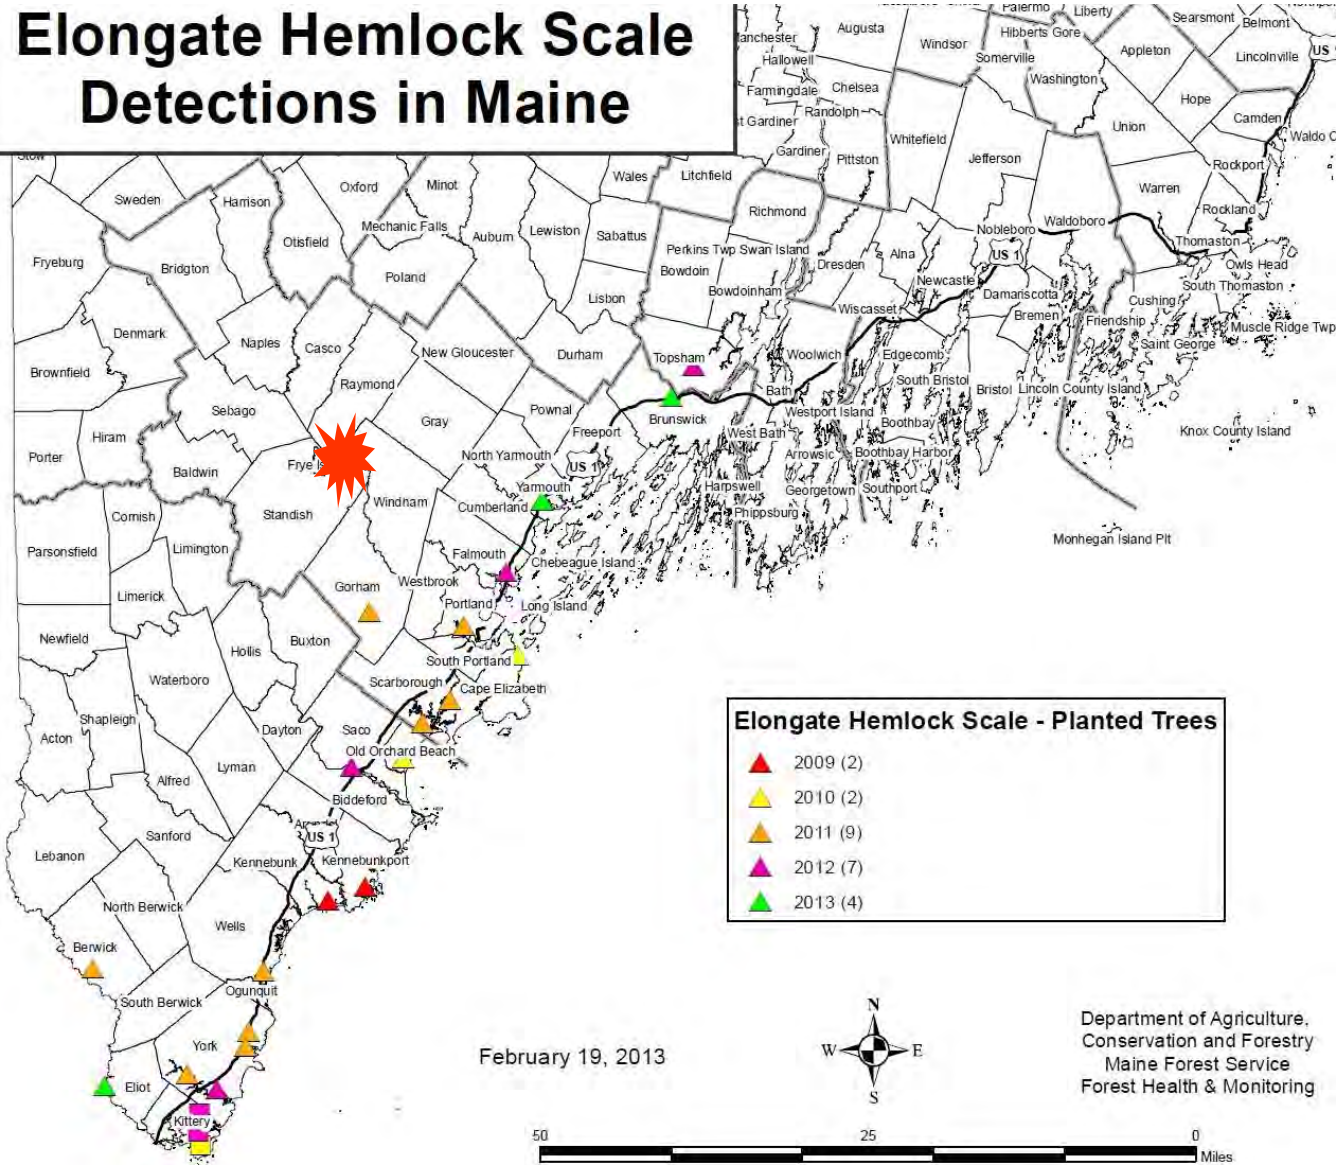 Elongate Hemlock Scale
Detections in Maine
Augusta
Palermo
Liberty
Searsmont
Belmont
Hallowell
Windsor
Hibberts Gore
Somerville
Appleton
Lincolnville
US
Farmingdale
Chelsea
Washington
Hope
Randolph
Camden
Gardiner
Whitefield
Union
Waldo
Gardiner
Pittston
Jefferson
Rockport
Sweden
Harrison
Oxford
Minot
Wales
Litchfield
Warren
Richmond
Rockland
Mechanic Falls
Otisfield
Auburn
Lewiston
Sabattus
Perkins Twp Swan Island
Nobleboro
Waldoboro
Thomaston
Fryeburg
Bridgton
Poland
Bowdoin
Dresden
Alna
US 1
Owls Head
Lisbon
Bowdoinham
Newcastle
Damariscotta
South Thomaston
Wiscasset
Bremen
Cushing
Friendship
Muscle Ridge Twp
Denmark
Naples
Casco
New Gloucester
Durham
Topsham
Woolwich
Edgecomb
Saint George
Brownfield
Raymond
Bath
South Bristol
Bristol
Lincoln County Island
Sebago
Gray
Pownal
Brunswick
Westport Island
Boothbay
Hiram
Freeport
West Bath
Knox County Island
Porter
Baldwin
Frye
North Yarmouth
US 1
Arrowsic
Boothbay Harbor
Yarmouth
Harpswell
Georgetown
Southport
Cornish
Standish
Windham
Cumberland
Phippsburg
Parsonsfield
Limington
Falmouth
Chebeague Island
Monhegan Island Plt
Limerick
Gorham
Westbrook
Portland
Long Island
Newfield
Hollis
Buxton
South Portland
Waterboro
Scarborough
Cape Elizabeth
Shapleigh
Acton
Dayton
Saco
Old Orchard Beach
Lyman
Alfred
Biddeford
Sanford
US 1
Lebanon
Kennebunk
Kennebunkport
North Berwick
Wells
Berwick
Ogunquit
South Berwick
York
Eliot
Kittery
Elongate Hemlock Scale - Planted Trees
2009 (2)
2010 (2)
2011 (9)
2012 (7)
2013 (4)
February 19, 2013
N
W
E
S
Department of Agriculture,
Conservation and Forestry
Maine Forest Service
Forest Health & Monitoring
50
25
0
Miles